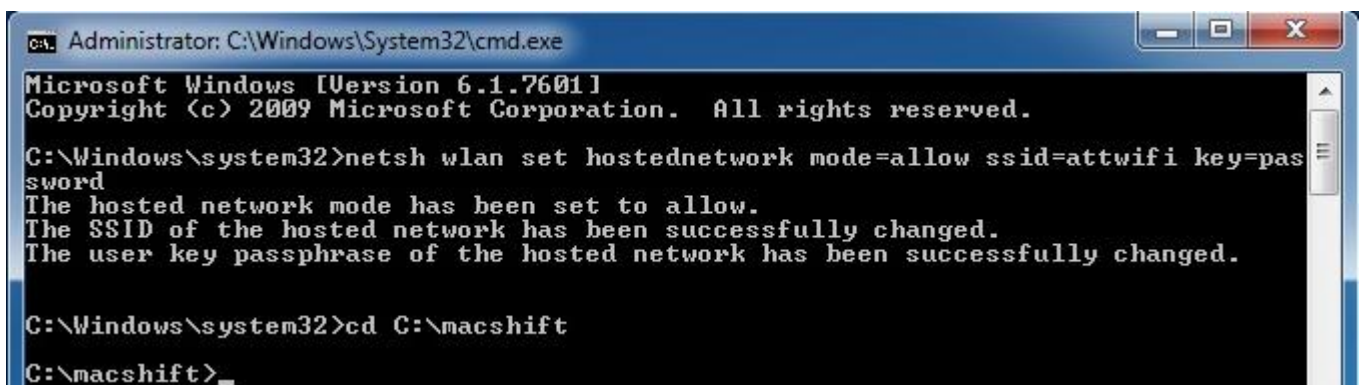 Administrator: C:\Windows\System32\cmd.exe
Microsoft Windows [Version 6.1.7601]
Copyright (c) 2009 Microsoft Corporation.  All rights reserved.
C:\Windows\system32>netsh wlan set hostednetwork mode=allow ssid=attwifi key=pas
sword
The hosted network mode has been set to allow.
The SSID of the hosted network has been successfully changed.
The user key passphrase of the hosted network has been successfully changed.
C:\Windows\system32>cd C:\macshift
C:\macshift>_